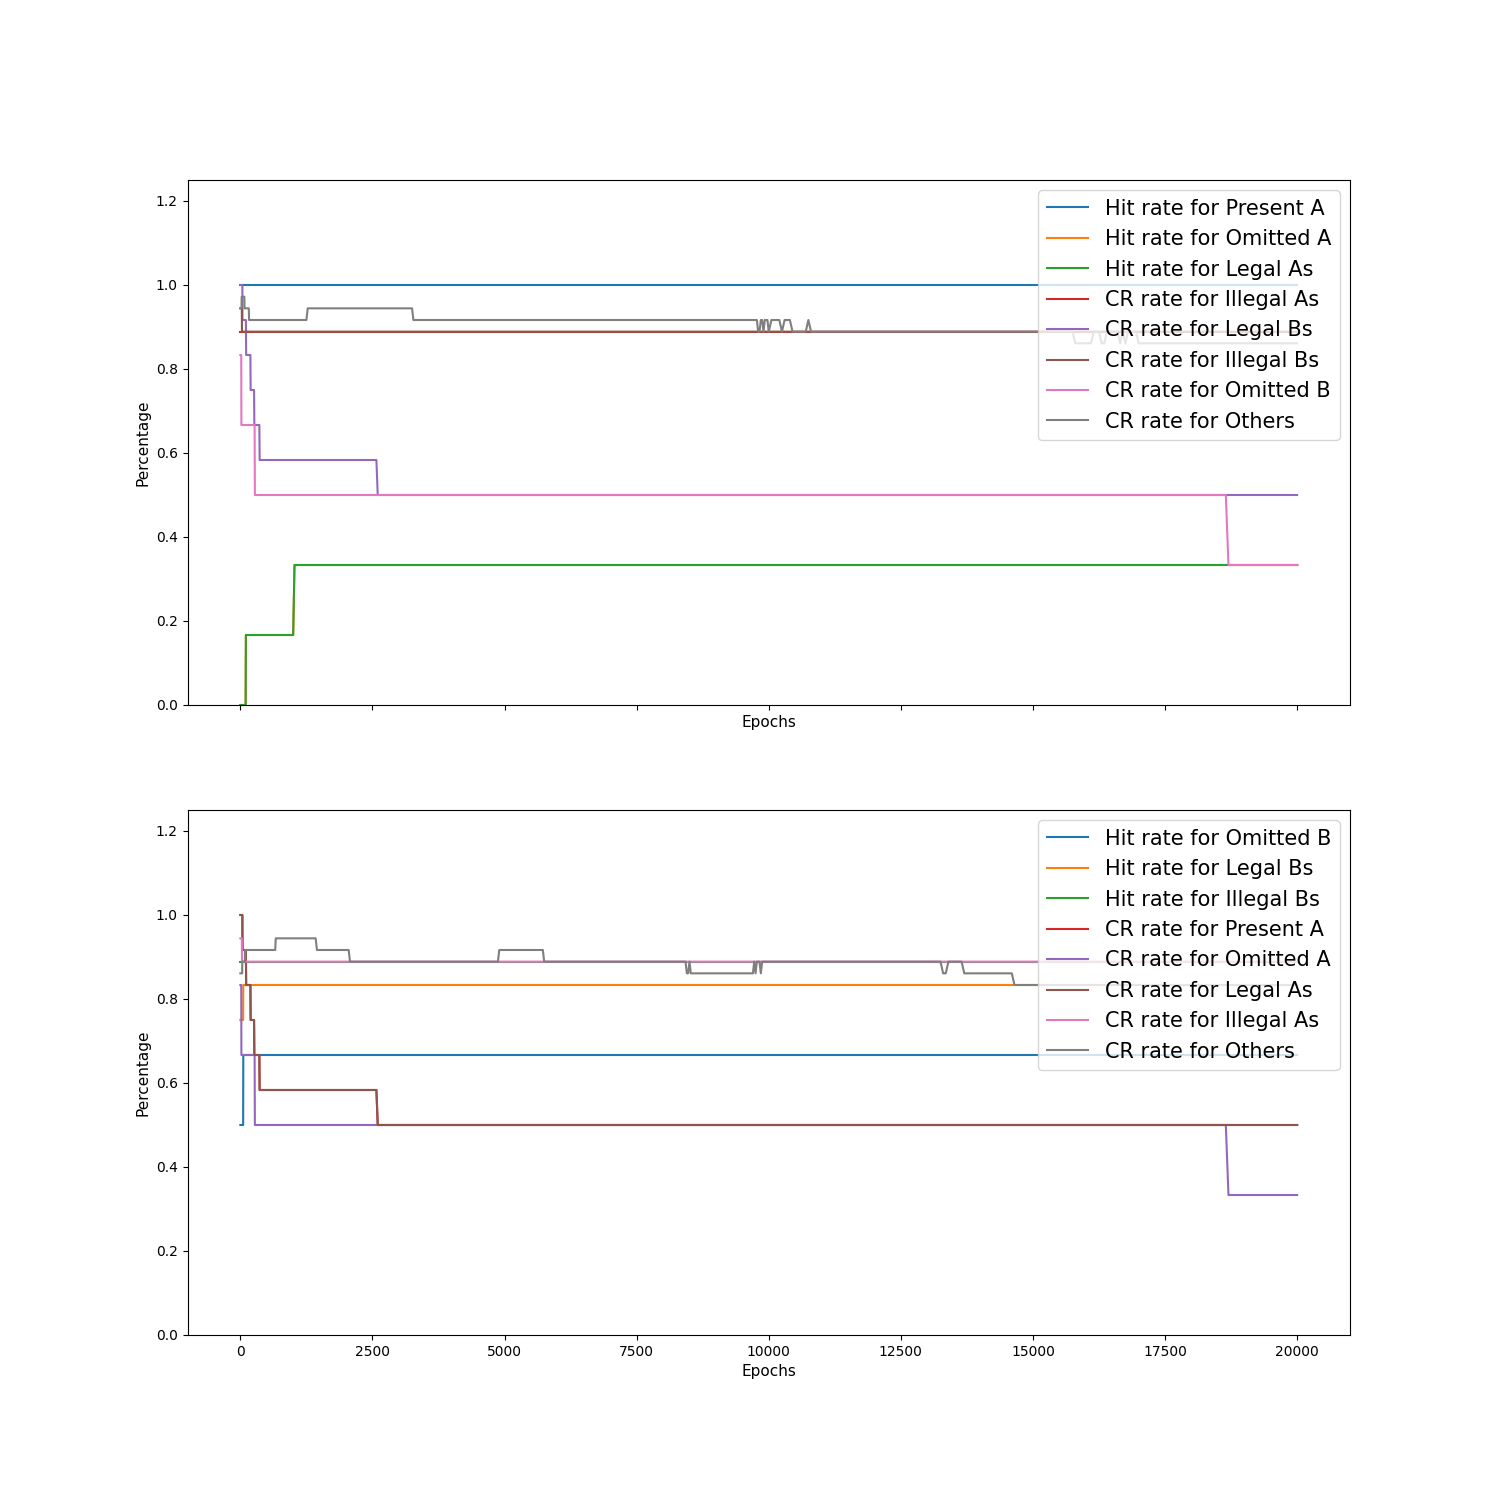 1.2
1.0
0.8
0.6
0.4
0.2
0.0
Percentage
Epochs
Hit rate for Present A
Hit rate for Omitted A
Hit rate for Legal As
CR rate for Illegal As
CR rate for Legal Bs
CR rate for Illegal Bs
CR rate for Omitted B
CR rate for Others
1.2
1.0
0.8
0.6
0.4
0.2
0.0
Percentage
0 2500 5000 7500 10000 12500 15000 17500 20000
Epochs
Hit rate for Omitted B
Hit rate for Legal Bs
Hit rate for Illegal Bs
CR rate for Present A
CR rate for Omitted A
CR rate for Legal As
CR rate for Illegal As
CR rate for Others